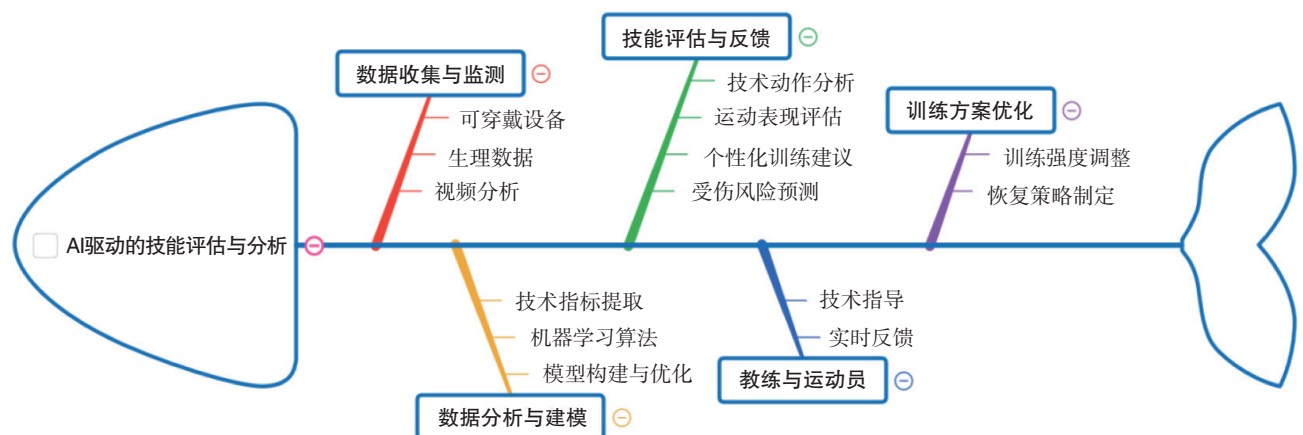 AI驱动的技能评估与分析
数据收集与监测
可穿戴设备
生理数据
视频分析
数据分析与建模
技术指标提取
机器学习算法
模型构建与优化
技能评估与反馈
技术动作分析
运动表现评估
个性化训练建议
受伤风险预测
教练与运动员
技术指导
实时反馈
训练方案优化
训练强度调整
恢复策略制定